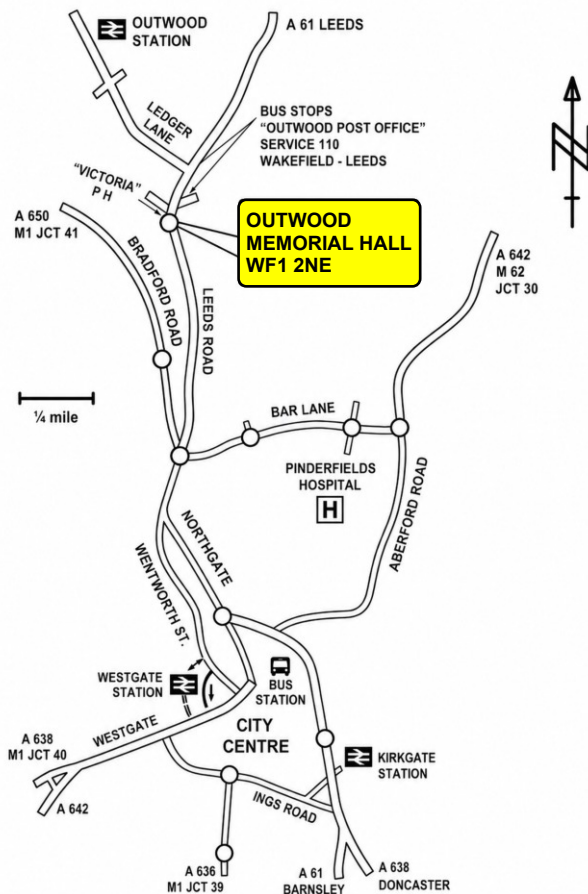 OUTWOOD
STATION
A 61 LEEDS
LEDGER
LANE
BUS STOPS
“OUTWOOD POST OFFICE”
SERVICE 110
WAKEFIELD - LEEDS
“VICTORIA”
P H
A 650
M1 JCT 41
OUTWOOD
MEMORIAL HALL
WF1 2NE
N
A 642
M 62
JCT 30
BRADFORD ROAD
LEEDS ROAD
¼ mile
BAR LANE
PINDERFIELDS
HOSPITAL
H
ABERFORD ROAD
NORTHGATE
WENTWORTH ST.
WESTGATE
STATION
BUS
STATION
WESTGATE
CITY
CENTRE
A 638
M1 JCT 40
KIRKGATE
STATION
A 642
INGS ROAD
A 636
M1 JCT 39
A 61
BARNSLEY
A 638
DONCASTER